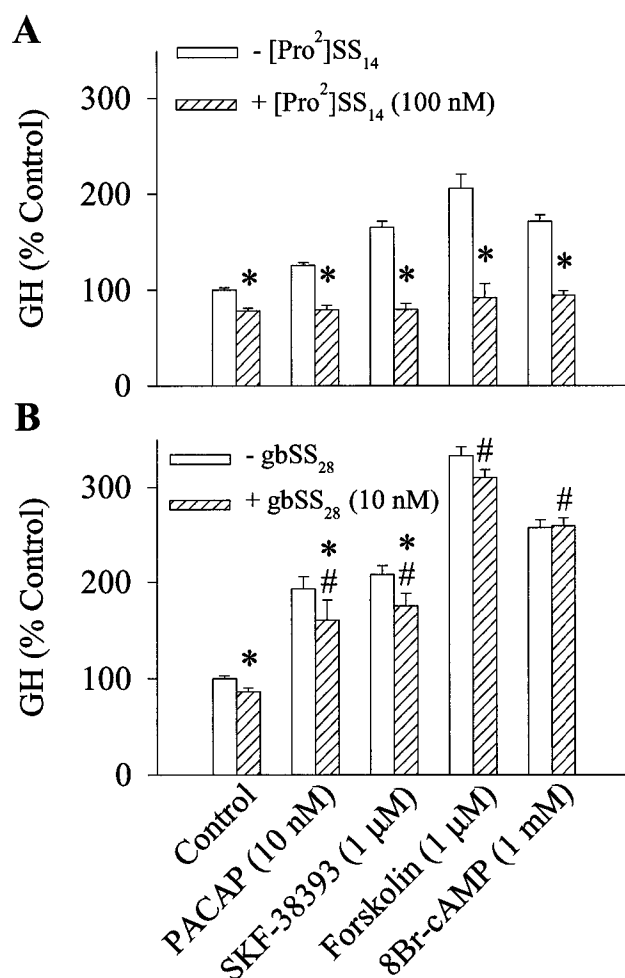 A
- [Pro²]SS₁₄
+ [Pro²]SS₁₄ (100 nM)
GH (% Control)
300
200
100
0
* * * * *
B
- gbSS₂₈
+ gbSS₂₈ (10 nM)
GH (% Control)
300
200
100
0
* * * # # # #
Control
PACAP (10 nM)
SKF-38393 (1 μM)
Forskolin (1 μM)
8Br-cAMP (1 mM)